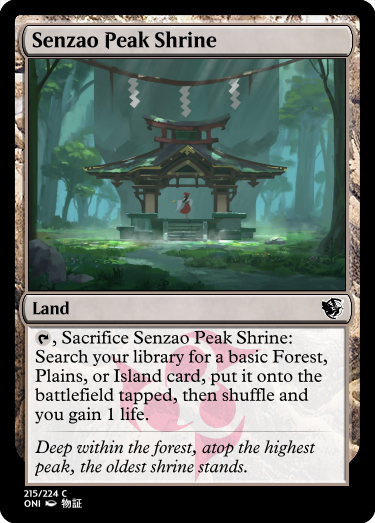 Senzao Peak Shrine
Land
, Sacrifice Senzao Peak Shrine:
Search your library for a basic Forest,
Plains, or Island card, put it onto the
battlefield tapped, then shuffle and
you gain 1 life.
Deep within the forest, atop the highest
peak, the oldest shrine stands.
215/224 C
ONI 物証